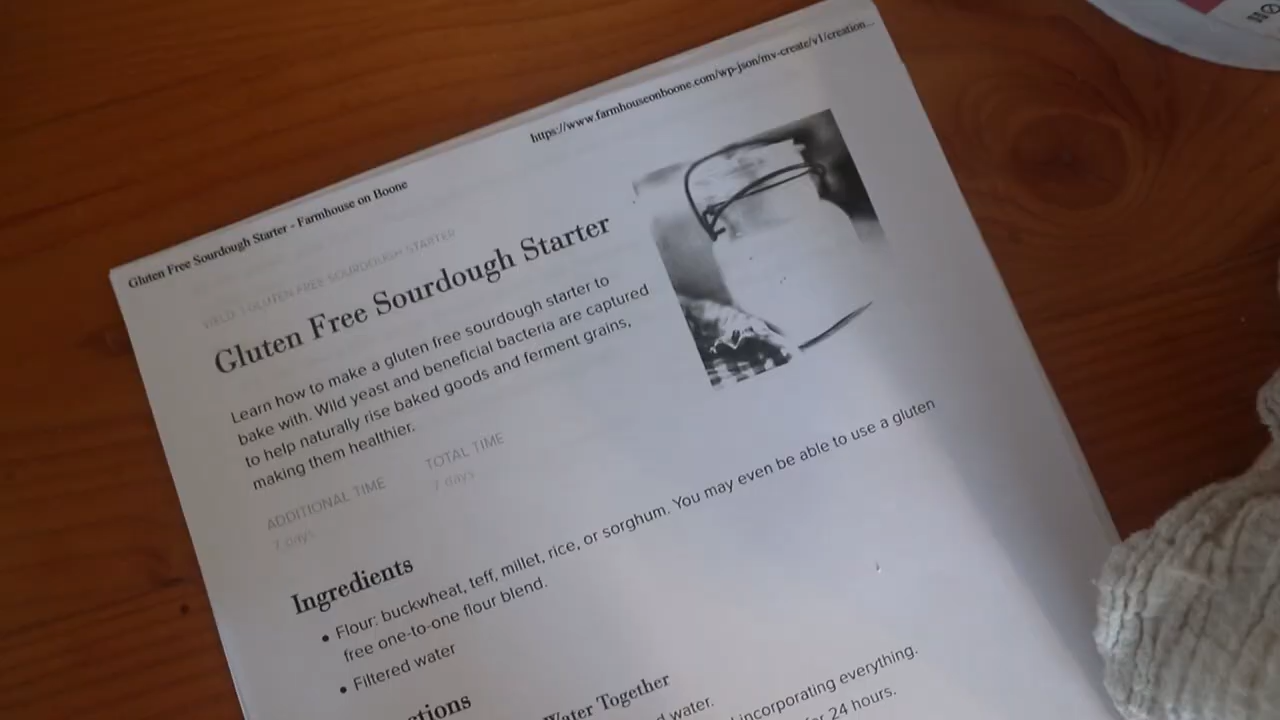 https://www.farmhouseonboone.com/wp-json/mv-create/v1/creation...
Gluten Free Sourdough Starter - Farmhouse on Boone
YIELD: 1 GLUTEN FREE SOURDOUGH STARTER
Gluten Free Sourdough Starter
Learn how to make a gluten free sourdough starter to
bake with. Wild yeast and beneficial bacteria are captured
to help naturally rise baked goods and ferment grains,
making them healthier.
ADDITIONAL TIME TOTAL TIME
7 days 7 days
Ingredients
• Flour: buckwheat, teff, millet, rice, or sorghum. You may even be able to use a gluten
free one-to-one flour blend.
• Filtered water
Water Together
water.
incorporating everything.
24 hours.